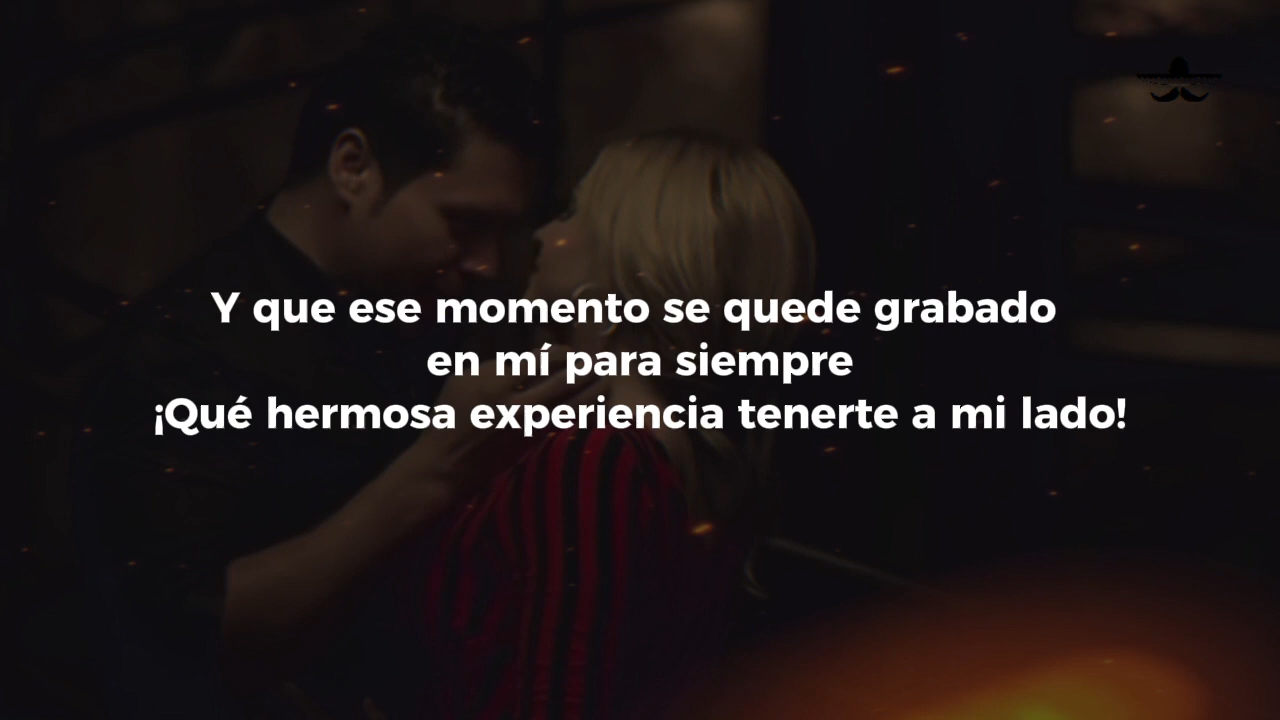 Y que ese momento se quede grabado
en mí para siempre
¡Qué hermosa experiencia tenerte a mi lado!